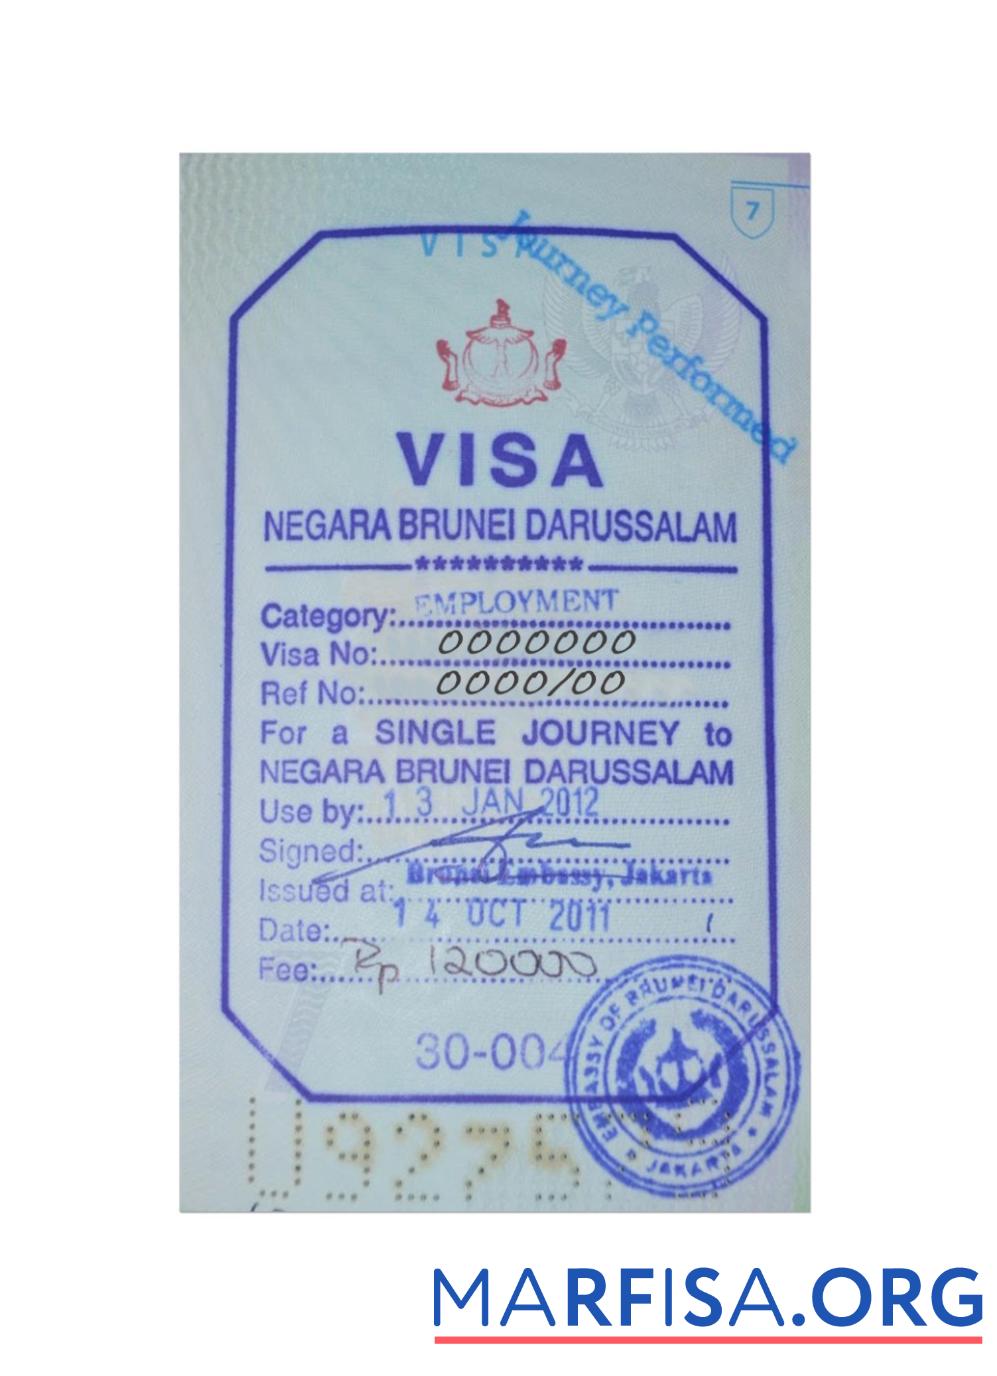 7
VISA
Journey Performed
VISA
NEGARA BRUNEI DARUSSALAM
**********
Category: EMPLOYMENT
Visa No: 0000000
Ref No: 0000/00
For a SINGLE JOURNEY to
NEGARA BRUNEI DARUSSALAM
Use by: 13 JAN 2012
Signed:
Issued at: Brunei Embassy, Jakarta
Date: 14 OCT 2011
Fee: Rp 120000
30-004
EMBASSY OF BRUNEI DARUSSALAM
* JAKARTA *
MARFISA.ORG